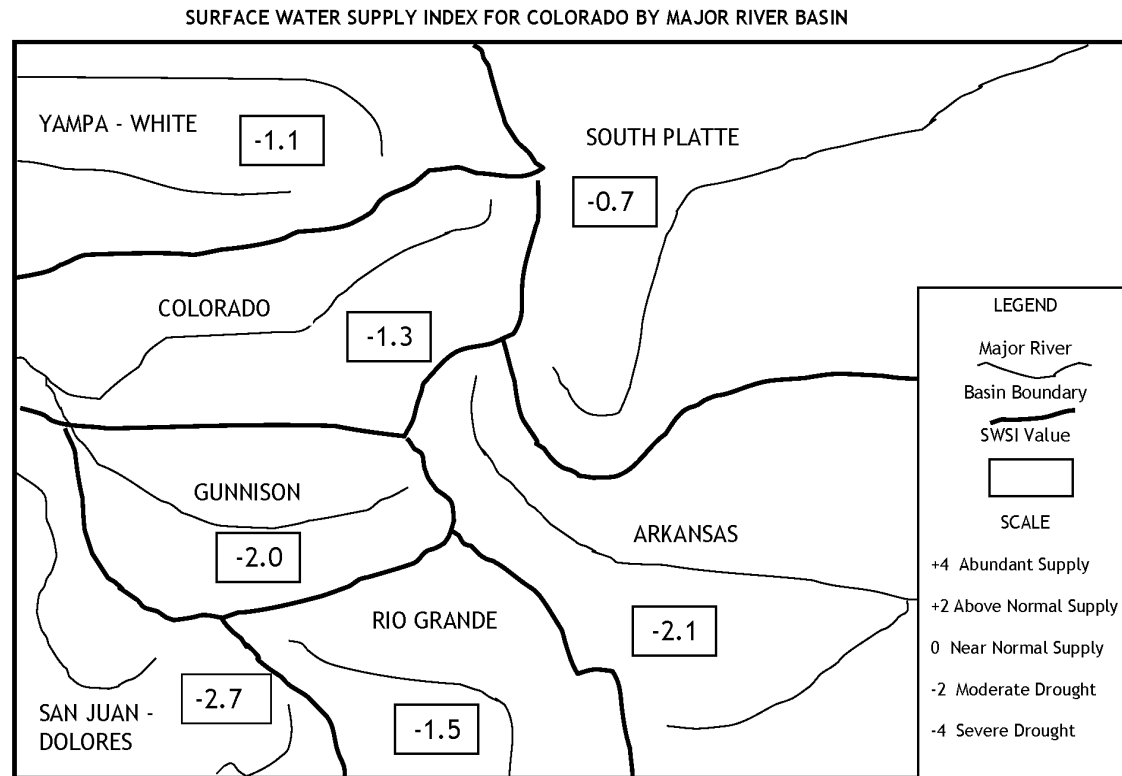 SURFACE WATER SUPPLY INDEX FOR COLORADO BY MAJOR RIVER BASIN
YAMPA - WHITE
-1.1
SOUTH PLATTE
-0.7
COLORADO
-1.3
GUNNISON
-2.0
ARKANSAS
-2.1
RIO GRANDE
-1.5
SAN JUAN -
DOLORES
-2.7
LEGEND
Major River
Basin Boundary
SWSI Value
SCALE
+4 Abundant Supply
+2 Above Normal Supply
0 Near Normal Supply
-2 Moderate Drought
-4 Severe Drought